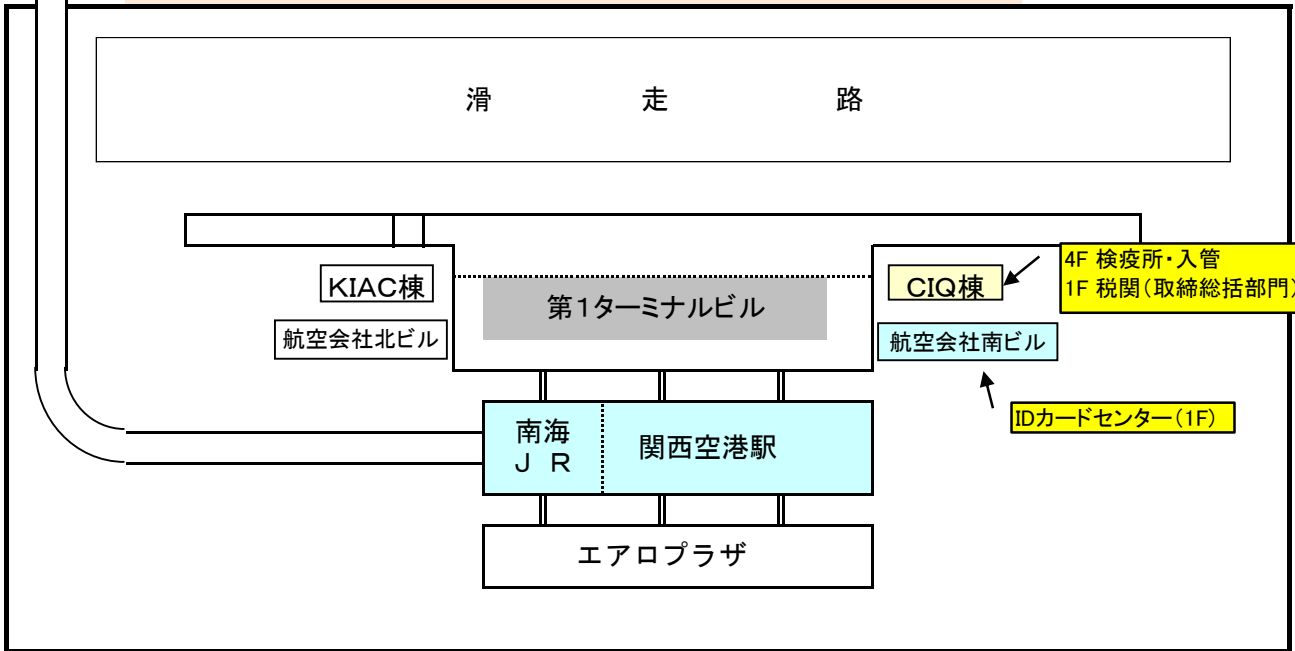 滑走路
KIAC棟
CIQ棟
4F 検疫所・入管
1F 税関(取締総括部門)
第1ターミナルビル
航空会社北ビル
航空会社南ビル
IDカードセンター(1F)
南海
JR
関西空港駅
エアロプラザ